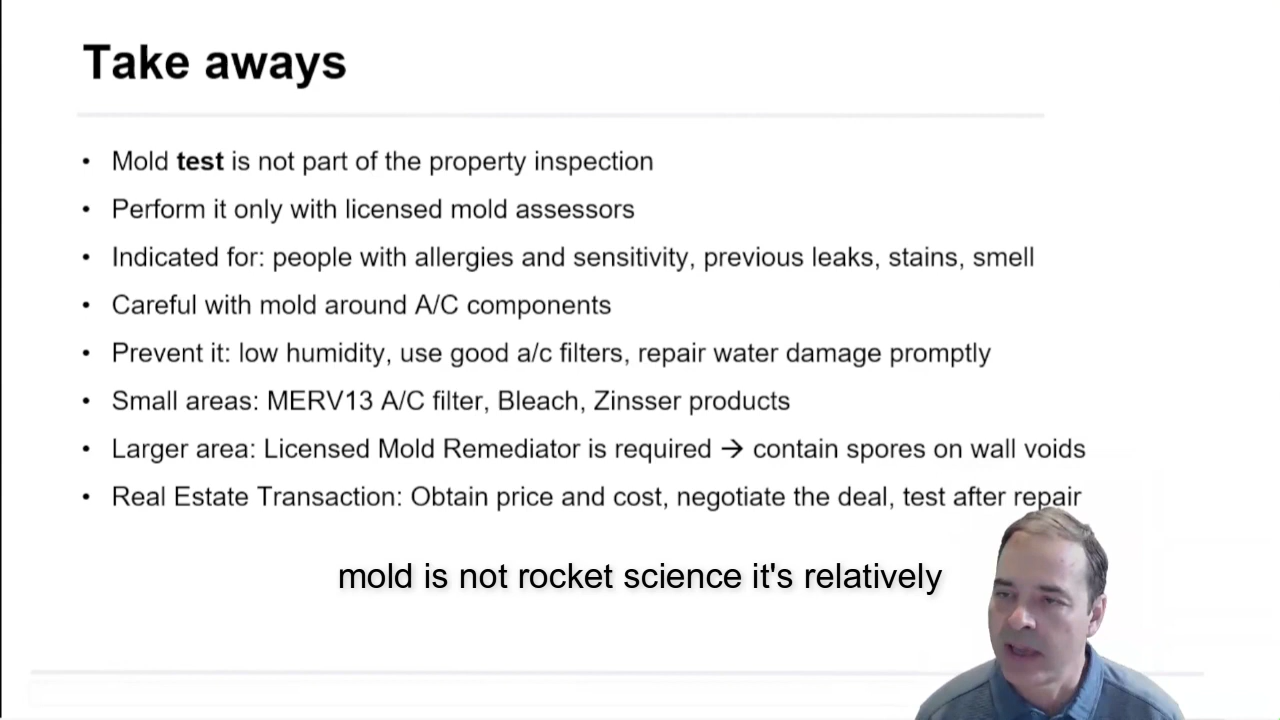 Take aways
• Mold test is not part of the property inspection
• Perform it only with licensed mold assessors
• Indicated for: people with allergies and sensitivity, previous leaks, stains, smell
• Careful with mold around A/C components
• Prevent it: low humidity, use good a/c filters, repair water damage promptly
• Small areas: MERV13 A/C filter, Bleach, Zinsser products
• Larger area: Licensed Mold Remediator is required → contain spores on wall voids
• Real Estate Transaction: Obtain price and cost, negotiate the deal, test after repair
mold is not rocket science it's relatively